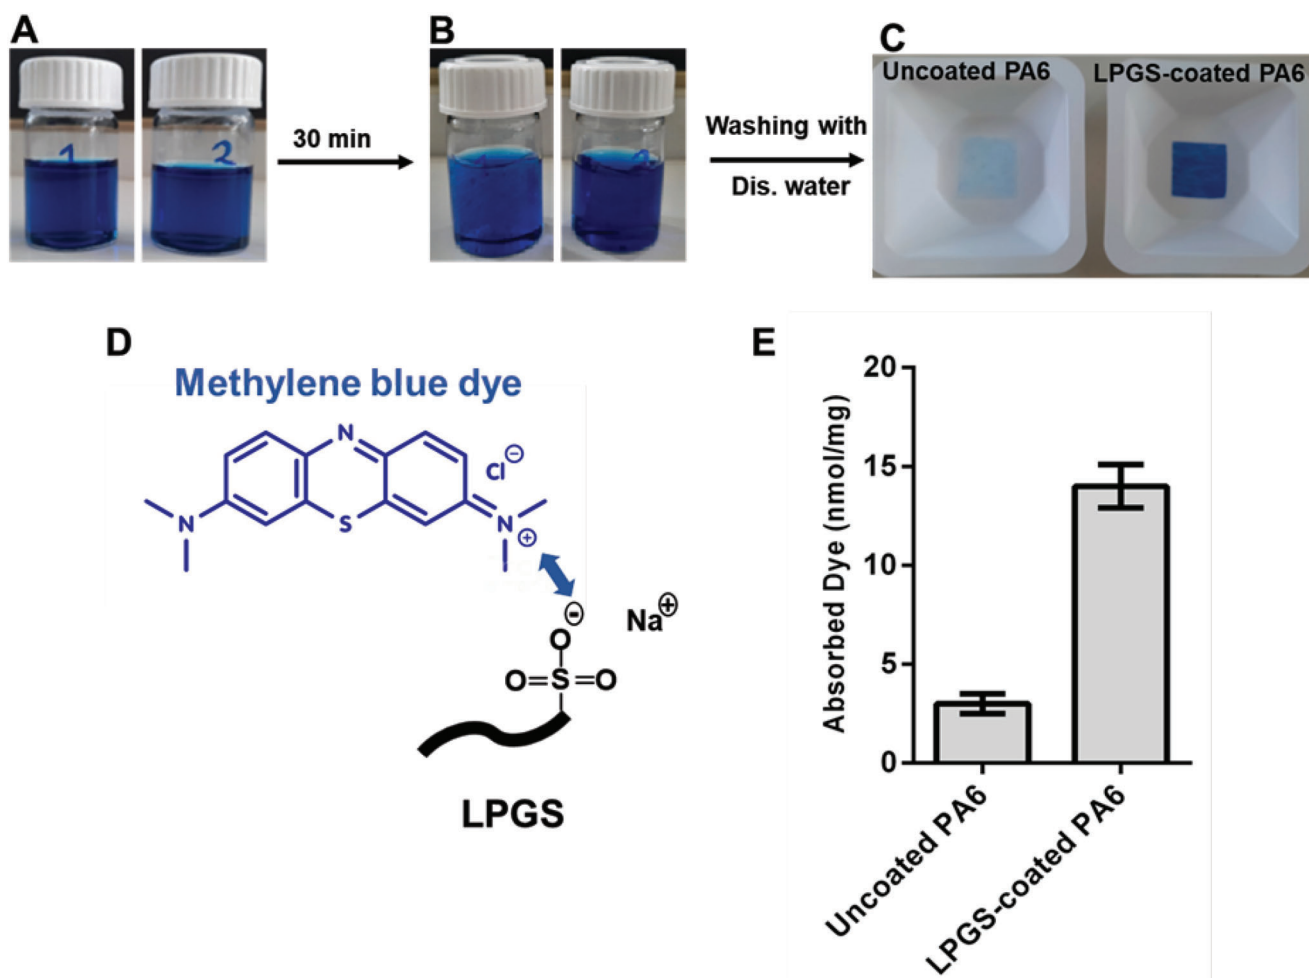 A
B
C
1
30 min
Washing with
Dis. water
Uncoated PA6
LPGS-coated PA6
D
Methylene blue dye
N
Cl ⊖
N
S
N
⊕
⊖
Na⊕
O
O=S=O
LPGS
E
Absorbed Dye (nmol/mg)
20
15
10
5
0
Uncoated PA6
LPGS-coated PA6